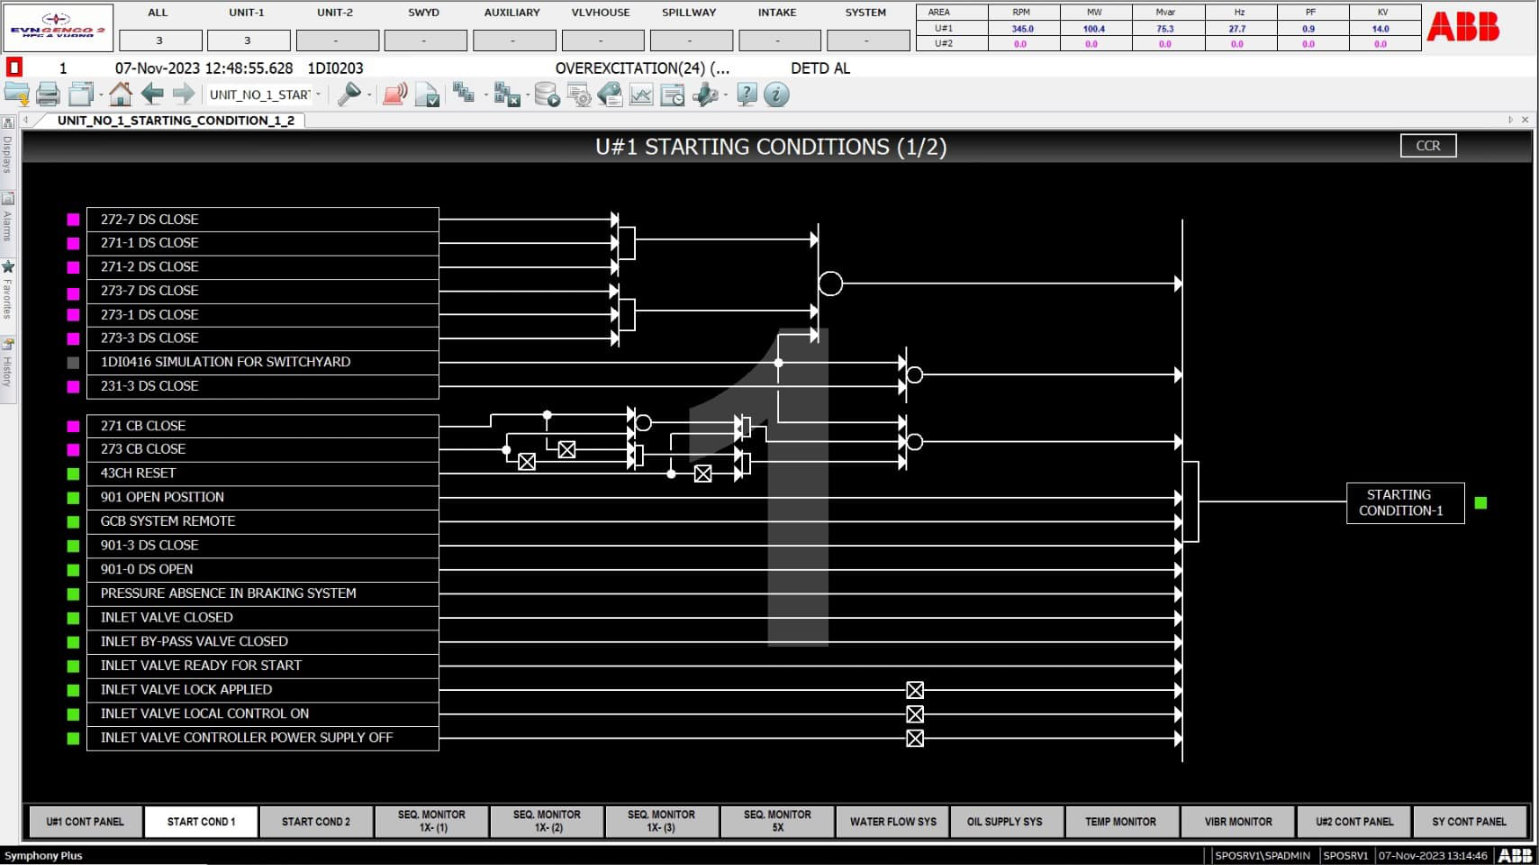 ALL UNIT-1 UNIT-2 SWYD AUXILIARY VLVHOUSE SPILLWAY INTAKE SYSTEM
3 3 - - - - - - -
EVNGENCO 2
AREA RPM MW Mvar Hz PF KV
U#1 345.0 100.4 75.3 27.7 0.9 14.0
U#2 0.0 0.0 0.0 0.0 0.0 0.0
ABB
1 07-Nov-2023 12:48:55.628 1DI0203 OVEREXCITATION(24) (... DETD AL
UNIT_NO_1_START
UNIT_NO_1_STARTING_CONDITION_1_2
Displays
Alarms
Favorites
History
U#1 STARTING CONDITIONS (1/2)
CCR
272-7 DS CLOSE
271-1 DS CLOSE
271-2 DS CLOSE
273-7 DS CLOSE
273-1 DS CLOSE
273-3 DS CLOSE
1DI0416 SIMULATION FOR SWITCHYARD
231-3 DS CLOSE
271 CB CLOSE
273 CB CLOSE
43CH RESET
901 OPEN POSITION
GCB SYSTEM REMOTE
901-3 DS CLOSE
901-0 DS OPEN
PRESSURE ABSENCE IN BRAKING SYSTEM
INLET VALVE CLOSED
INLET BY-PASS VALVE CLOSED
INLET VALVE READY FOR START
INLET VALVE LOCK APPLIED
INLET VALVE LOCAL CONTROL ON
INLET VALVE CONTROLLER POWER SUPPLY OFF
1
STARTING
CONDITION-1
U#1 CONT PANEL
START COND 1
START COND 2
SEQ. MONITOR
1X- (1)
SEQ. MONITOR
1X- (2)
SEQ. MONITOR
1X- (3)
SEQ. MONITOR
5X
WATER FLOW SYS
OIL SUPPLY SYS
TEMP MONITOR
VIBR MONITOR
U#2 CONT PANEL
SY CONT PANEL
Symphony Plus
SPOSRV1\SPADMIN SPOSRV1 07-Nov-2023 13:14:46 ABB